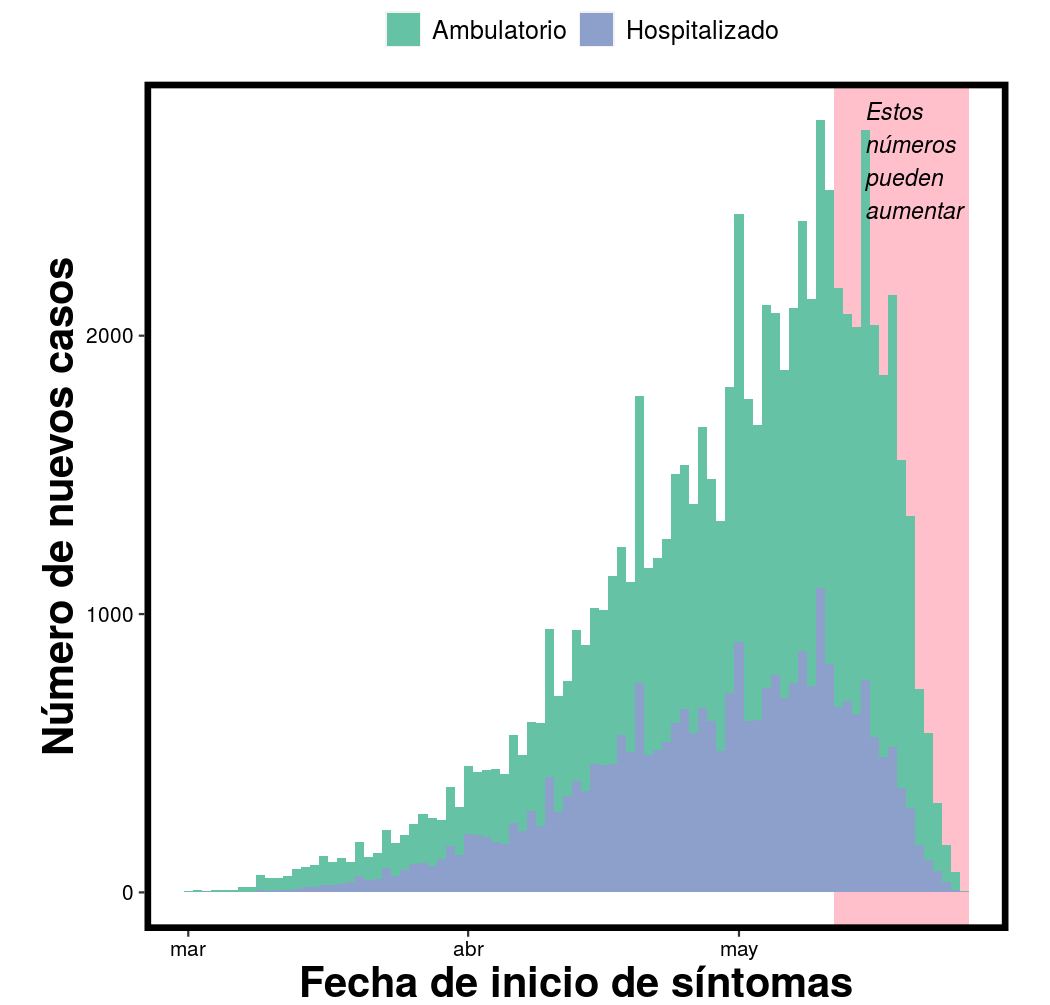 Ambulatorio Hospitalizado
Estos
números
pueden
aumentar
Número de nuevos casos
2000
1000
0
mar abr may
Fecha de inicio de síntomas